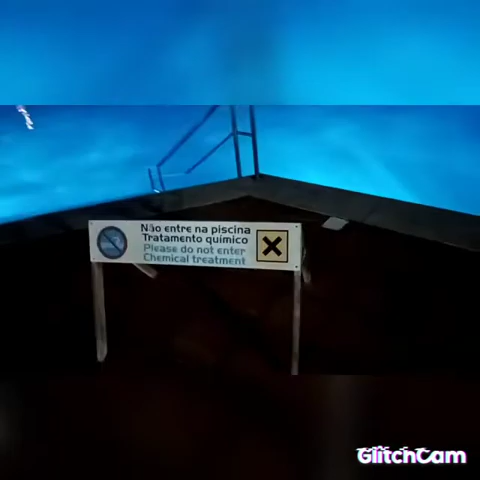 Não entre na piscina
Tratamento químico
Please do not enter
Chemical treatment
GlitchCam